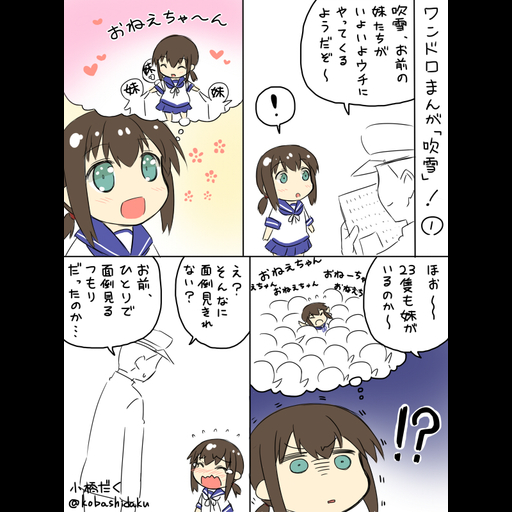 ワンドロまんが「吹雪」!①
吹雪、お前の
妹たちが
いよいよウチに
やってくる
ようだぞ〜
!
おねえちゃ〜ん
妹
妹
妹
ほぉ〜
23隻も妹が
いるのか〜
おねえちゃん
おねーちゃ
えちゃん
おねえちゃん
おねえち
!?
え?
そんなに
面倒見きれ
ない?
お前、
ひとりで
面倒見る
つもり
だったのか…
小橋だく
@kobashidaku